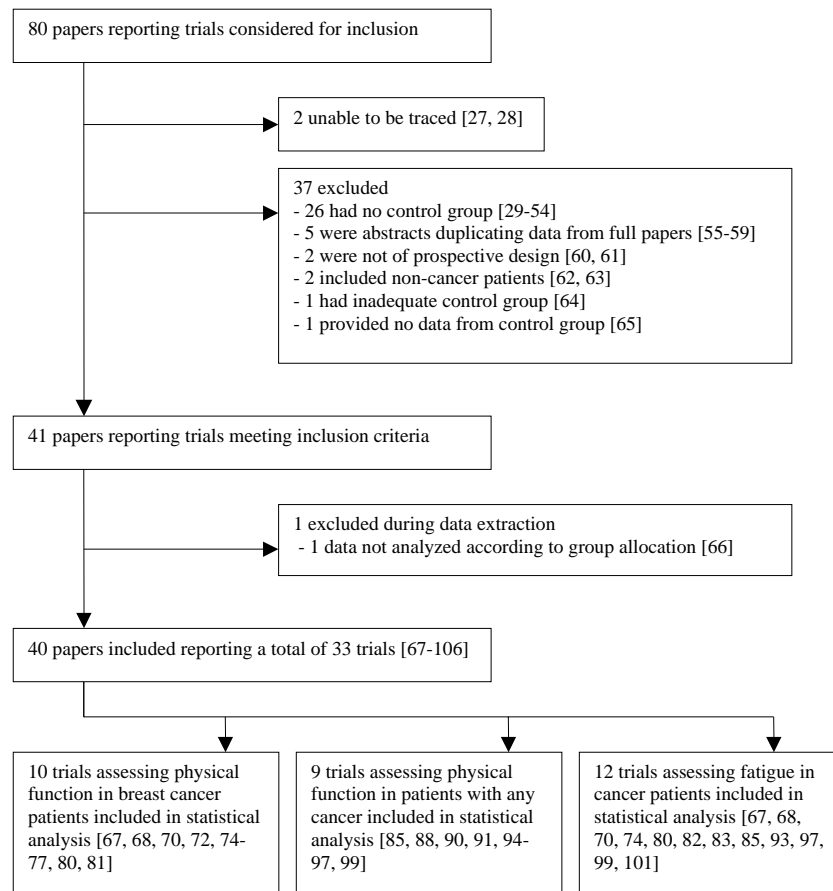 80 papers reporting trials considered for inclusion
2 unable to be traced [27, 28]
37 excluded
- 26 had no control group [29-54]
- 5 were abstracts duplicating data from full papers [55-59]
- 2 were not of prospective design [60, 61]
- 2 included non-cancer patients [62, 63]
- 1 had inadequate control group [64]
- 1 provided no data from control group [65]
41 papers reporting trials meeting inclusion criteria
1 excluded during data extraction
- 1 data not analyzed according to group allocation [66]
40 papers included reporting a total of 33 trials [67-106]
10 trials assessing physical
function in breast cancer
patients included in statistical
analysis [67, 68, 70, 72, 74-
77, 80, 81]
9 trials assessing physical
function in patients with any
cancer included in statistical
analysis [85, 88, 90, 91, 94-
97, 99]
12 trials assessing fatigue in
cancer patients included in
statistical analysis [67, 68,
70, 74, 80, 82, 83, 85, 93, 97,
99, 101]